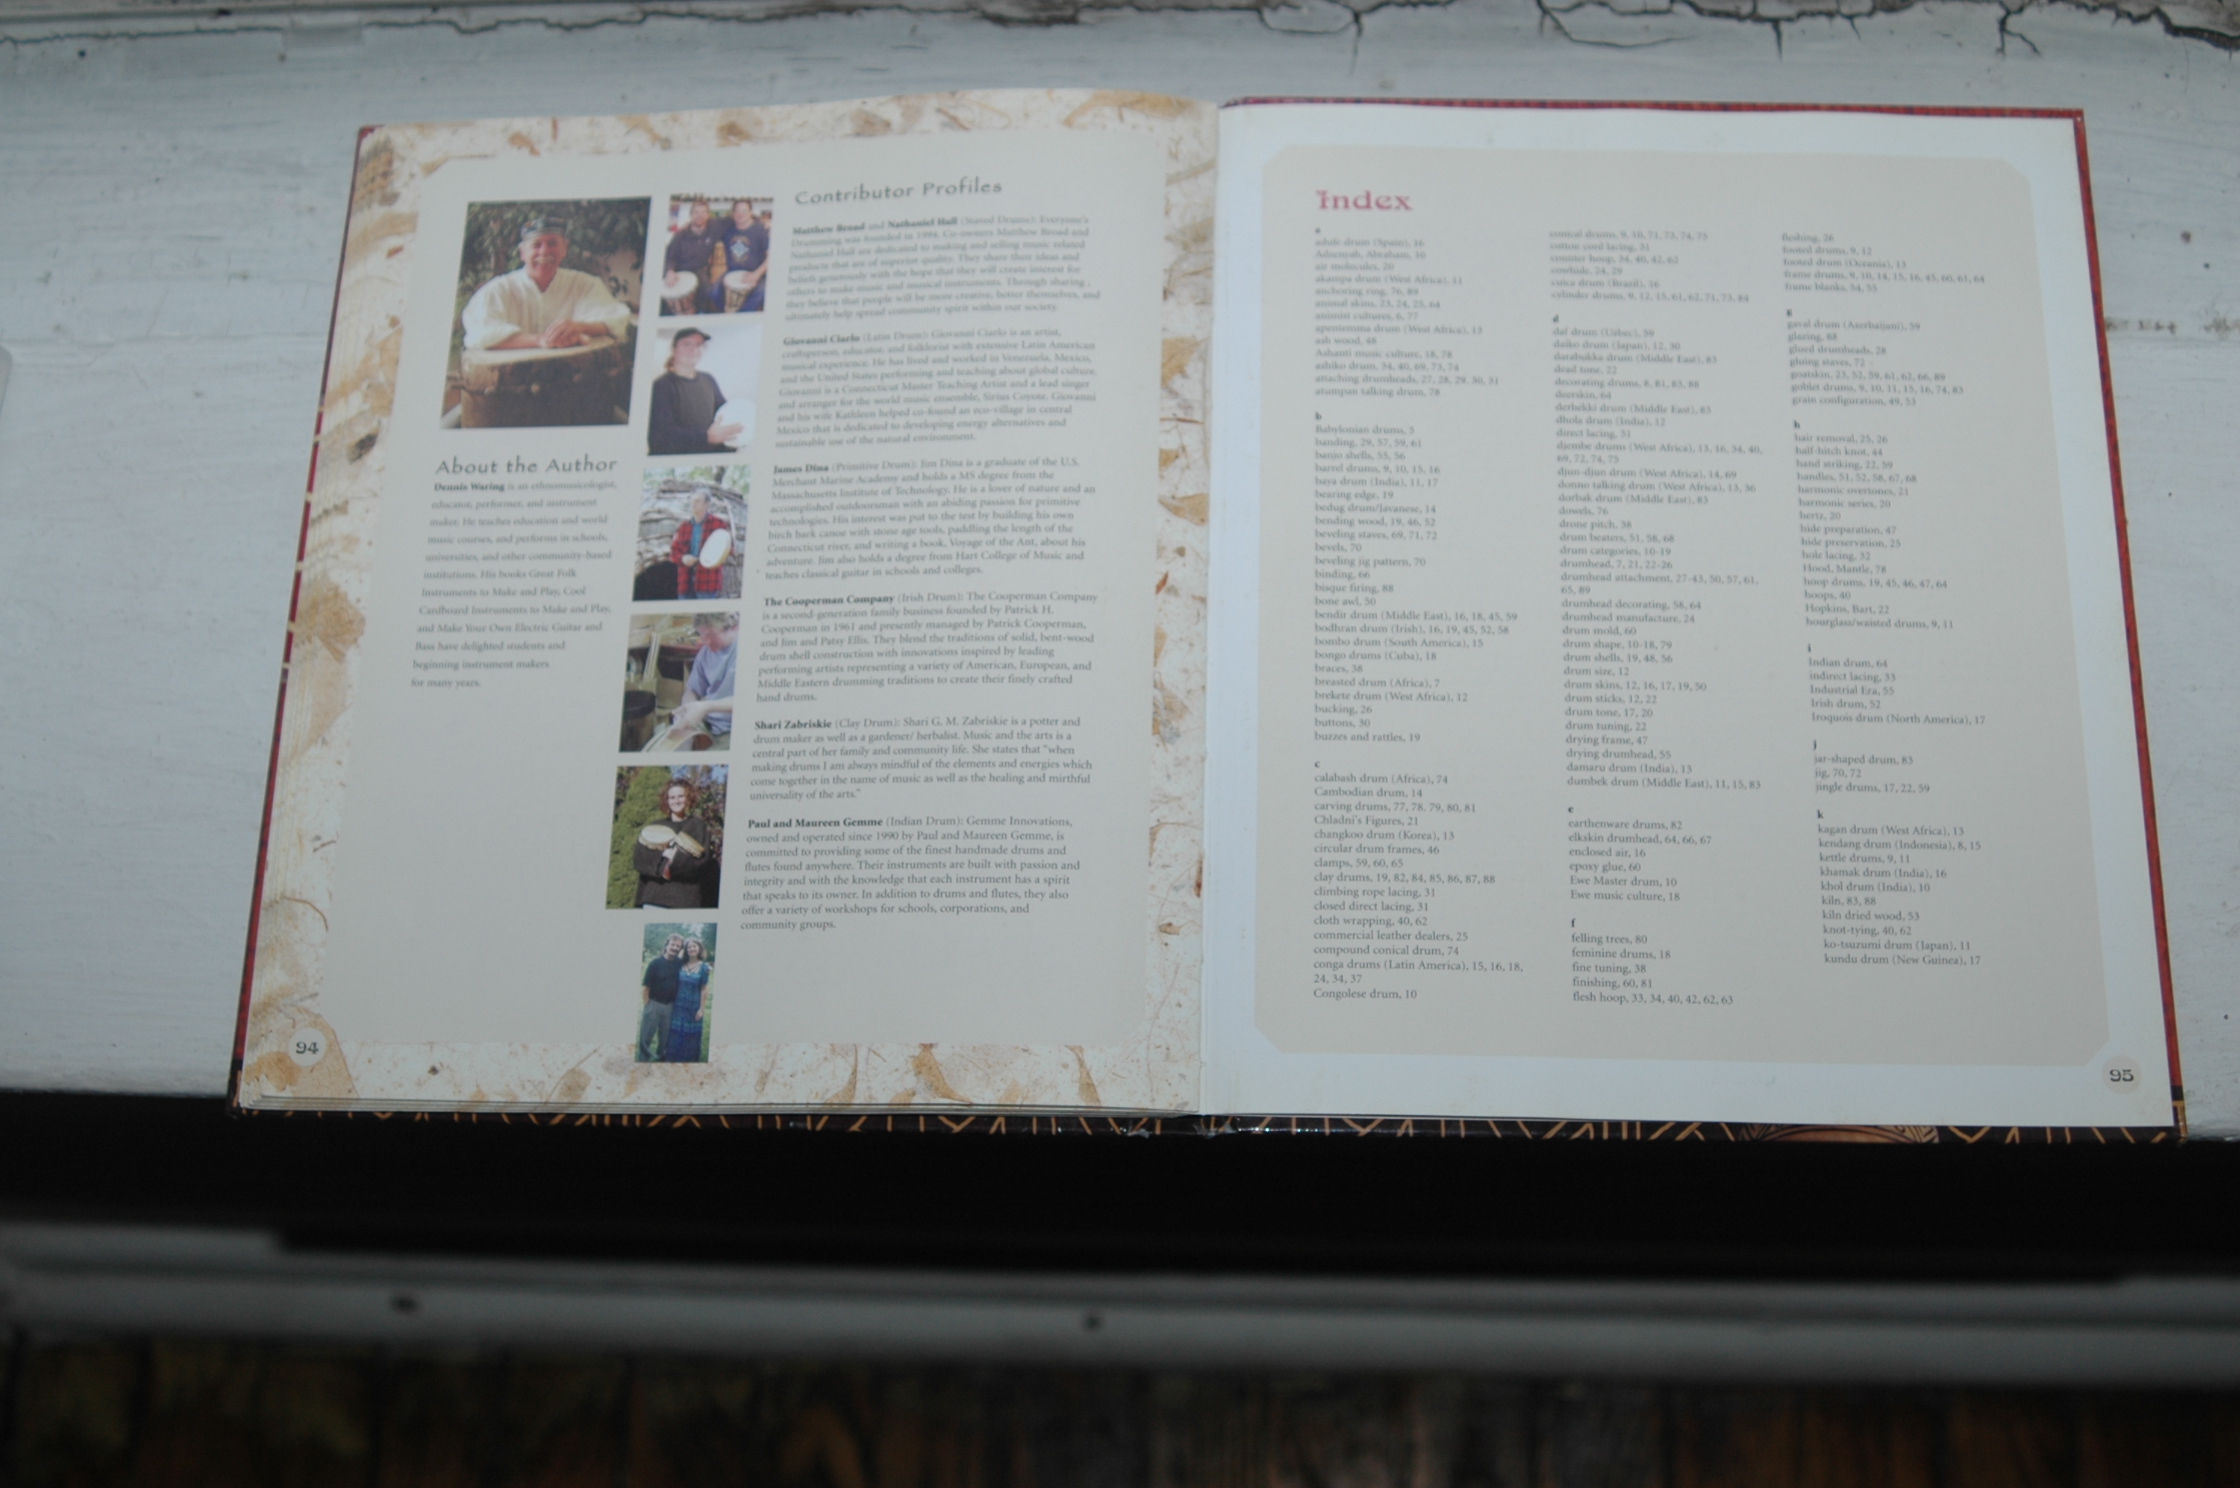 About the Author
Dennis Waring is an ethnomusicologist,
educator, performer, and instrument
maker. He teaches education and world
music courses, and performs in schools,
universities, and other community-based
institutions. His books Great Folk
Instruments to Make and Play, Cool
Cardboard Instruments to Make and Play,
and Make Your Own Electric Guitar and
Bass have delighted students and
beginning instrument makers
for many years.
94
Contributor Profiles
Matthew Broad and Nathaniel Hall (Staved Drums): Everyone's
Drumming was founded in 1994. Co-owners Matthew Broad and
Nathaniel Hall are dedicated to making and selling music related
products that are of superior quality. They share their ideas and
beliefs generously with the hope that they will create interest for
others to make music and musical instruments. Through sharing,
they believe that people will be more creative, better themselves, and
ultimately help spread community spirit within our society.
Giovanni Ciarlo (Latin Drum): Giovanni Ciarlo is an artist,
craftsperson, educator, and folklorist with extensive Latin American
musical experience. He has lived and worked in Venezuela, Mexico,
and the United States performing and teaching about global culture.
Giovanni is a Connecticut Master Teaching Artist and a lead singer
and arranger for the world music ensemble, Sirius Coyote. Giovanni
and his wife Kathleen helped co-found an eco-village in central
Mexico that is dedicated to developing energy alternatives and
sustainable use of the natural environment.
James Dina (Primitive Drum): Jim Dina is a graduate of the U.S.
Merchant Marine Academy and holds a MS degree from the
Massachusetts Institute of Technology. He is a lover of nature and an
accomplished outdoorsman with an abiding passion for primitive
technologies. His interest was put to the test by building his own
birch bark canoe with stone age tools, paddling the length of the
Connecticut river, and writing a book, Voyage of the Ant, about his
adventure. Jim also holds a degree from Hart College of Music and
teaches classical guitar in schools and colleges.
The Cooperman Company (Irish Drum): The Cooperman Company
is a second-generation family business founded by Patrick H.
Cooperman in 1961 and presently managed by Patrick Cooperman,
and Jim and Patsy Ellis. They blend the traditions of solid, bent-wood
drum shell construction with innovations inspired by leading
performing artists representing a variety of American, European, and
Middle Eastern drumming traditions to create their finely crafted
hand drums.
Shari Zabriskie (Clay Drum): Shari G. M. Zabriskie is a potter and
drum maker as well as a gardener/ herbalist. Music and the arts is a
central part of her family and community life. She states that "when
making drums I am always mindful of the elements and energies which
come together in the name of music as well as the healing and mirthful
universality of the arts."
Paul and Maureen Gemme (Indian Drum): Gemme Innovations,
owned and operated since 1990 by Paul and Maureen Gemme, is
committed to providing some of the finest handmade drums and
flutes found anywhere. Their instruments are built with passion and
integrity and with the knowledge that each instrument has a spirit
that speaks to its owner. In addition to drums and flutes, they also
offer a variety of workshops for schools, corporations, and
community groups.
Index
a
adufe drum (Spain), 16
Adzenyah, Abraham, 10
air molecules, 20
akampa drum (West Africa), 11
anchoring ring, 76, 89
animal skins, 23, 24, 25, 64
animist cultures, 6, 77
apentemma drum (West Africa), 13
ash wood, 48
Ashanti music culture, 18, 78
ashiko drum, 34, 40, 69, 73, 74
attaching drumheads, 27, 28, 29, 30, 31
atumpan talking drum, 78
b
Babylonian drums, 5
banding, 29, 57, 59, 61
banjo shells, 55, 56
barrel drums, 9, 10, 15, 16
baya drum (India), 11, 17
bearing edge, 19
bedug drum/Javanese, 14
bending wood, 19, 46, 52
beveling staves, 69, 71, 72
bevels, 70
beveling jig pattern, 70
binding, 66
bisque firing, 88
bone awl, 50
bendir drum (Middle East), 16, 18, 45, 59
bodhran drum (Irish), 16, 19, 45, 52, 58
bombo drum (South America), 15
bongo drums (Cuba), 18
braces, 38
breasted drum (Africa), 7
brekete drum (West Africa), 12
bucking, 26
buttons, 30
buzzes and rattles, 19
c
calabash drum (Africa), 74
Cambodian drum, 14
carving drums, 77, 78, 79, 80, 81
Chladni's Figures, 21
changkoo drum (Korea), 13
circular drum frames, 46
clamps, 59, 60, 65
clay drums, 19, 82, 84, 85, 86, 87, 88
climbing rope lacing, 31
closed direct lacing, 31
cloth wrapping, 40, 62
commercial leather dealers, 25
compound conical drum, 74
conga drums (Latin America), 15, 16, 18,
24, 34, 37
Congolese drum, 10
conical drums, 9, 10, 71, 73, 74, 75
cotton cord lacing, 31
counter hoop, 34, 40, 42, 62
cowhide, 24, 29
cuica drum (Brazil), 16
cylinder drums, 9, 12, 15, 61, 62, 71, 73, 84
d
daf drum (Uzbec), 59
daiko drum (Japan), 12, 30
darabukka drum (Middle East), 83
dead tone, 22
decorating drums, 8, 81, 83, 88
deerskin, 64
derbekki drum (Middle East), 83
dhola drum (India), 12
direct lacing, 31
djembe drums (West Africa), 13, 16, 34, 40,
69, 72, 74, 75
djun-djun drum (West Africa), 14, 69
donno talking drum (West Africa), 13, 36
dorbak drum (Middle East), 83
dowels, 76
drone pitch, 38
drum beaters, 51, 58, 68
drum categories, 10-19
drumhead, 7, 21, 22-26
drumhead attachment, 27-43, 50, 57, 61,
65, 89
drumhead decorating, 58, 64
drumhead manufacture, 24
drum mold, 60
drum shape, 10-18, 79
drum shells, 19, 48, 56
drum size, 12
drum skins, 12, 16, 17, 19, 50
drum sticks, 12, 22
drum tone, 17, 20
drum tuning, 22
drying frame, 47
drying drumhead, 55
damaru drum (India), 13
dumbek drum (Middle East), 11, 15, 83
e
earthenware drums, 82
elkskin drumhead, 64, 66, 67
enclosed air, 16
epoxy glue, 60
Ewe Master drum, 10
Ewe music culture, 18
f
felling trees, 80
feminine drums, 18
fine tuning, 38
finishing, 60, 81
flesh hoop, 33, 34, 40, 42, 62, 63
fleshing, 26
footed drums, 9, 12
footed drum (Oceania), 13
frame drums, 9, 10, 14, 15, 16, 45, 60, 61, 64
frame blanks, 54, 55
g
gaval drum (Azerbaijani), 59
glazing, 88
glued drumheads, 28
gluing staves, 72
goatskin, 23, 52, 59, 61, 62, 66, 89
goblet drums, 9, 10, 11, 15, 16, 74, 83
grain configuration, 49, 53
h
hair removal, 25, 26
half-hitch knot, 44
hand striking, 22, 59
handles, 51, 52, 58, 67, 68
harmonic overtones, 21
harmonic series, 20
hertz, 20
hide preparation, 47
hide preservation, 25
hole lacing, 32
Hood, Mantle, 78
hoop drums, 19, 45, 46, 47, 64
hoops, 40
Hopkins, Bart, 22
hourglass/waisted drums, 9, 11
i
Indian drum, 64
indirect lacing, 33
Industrial Era, 55
Irish drum, 52
Iroquois drum (North America), 17
j
jar-shaped drum, 83
jig, 70, 72
jingle drums, 17, 22, 59
k
kagan drum (West Africa), 13
kendang drum (Indonesia), 8, 15
kettle drums, 9, 11
khamak drum (India), 16
khol drum (India), 10
kiln, 83, 88
kiln dried wood, 53
knot-tying, 40, 62
ko-tsuzumi drum (Japan), 11
kundu drum (New Guinea), 17
95